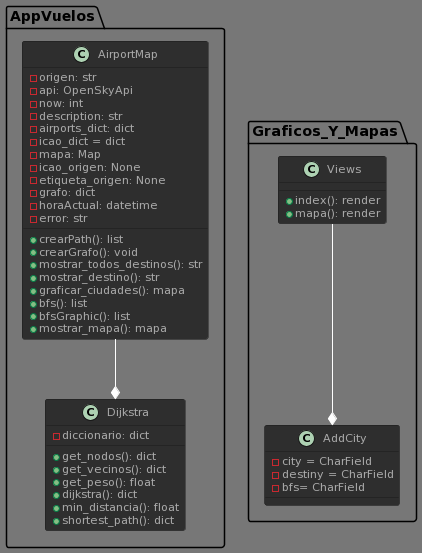 AppVuelos
C AirportMap
origen: str
api: OpenSkyApi
now: int
description: str
airports_dict: dict
icao_dict = dict
mapa: Map
icao_origen: None
etiqueta_origen: None
grafo: dict
horaActual: datetime
error: str
crearPath(): list
crearGrafo(): void
mostrar_todos_destinos(): str
mostrar_destino(): str
graficar_ciudades(): mapa
bfs(): list
bfsGraphic(): list
mostrar_mapa(): mapa
C Dijkstra
diccionario: dict
get_nodos(): dict
get_vecinos(): dict
get_peso(): float
dijkstra(): dict
min_distancia(): float
shortest_path(): dict
Graficos_Y_Mapas
C Views
index(): render
mapa(): render
C AddCity
city = CharField
destiny = CharField
bfs= CharField